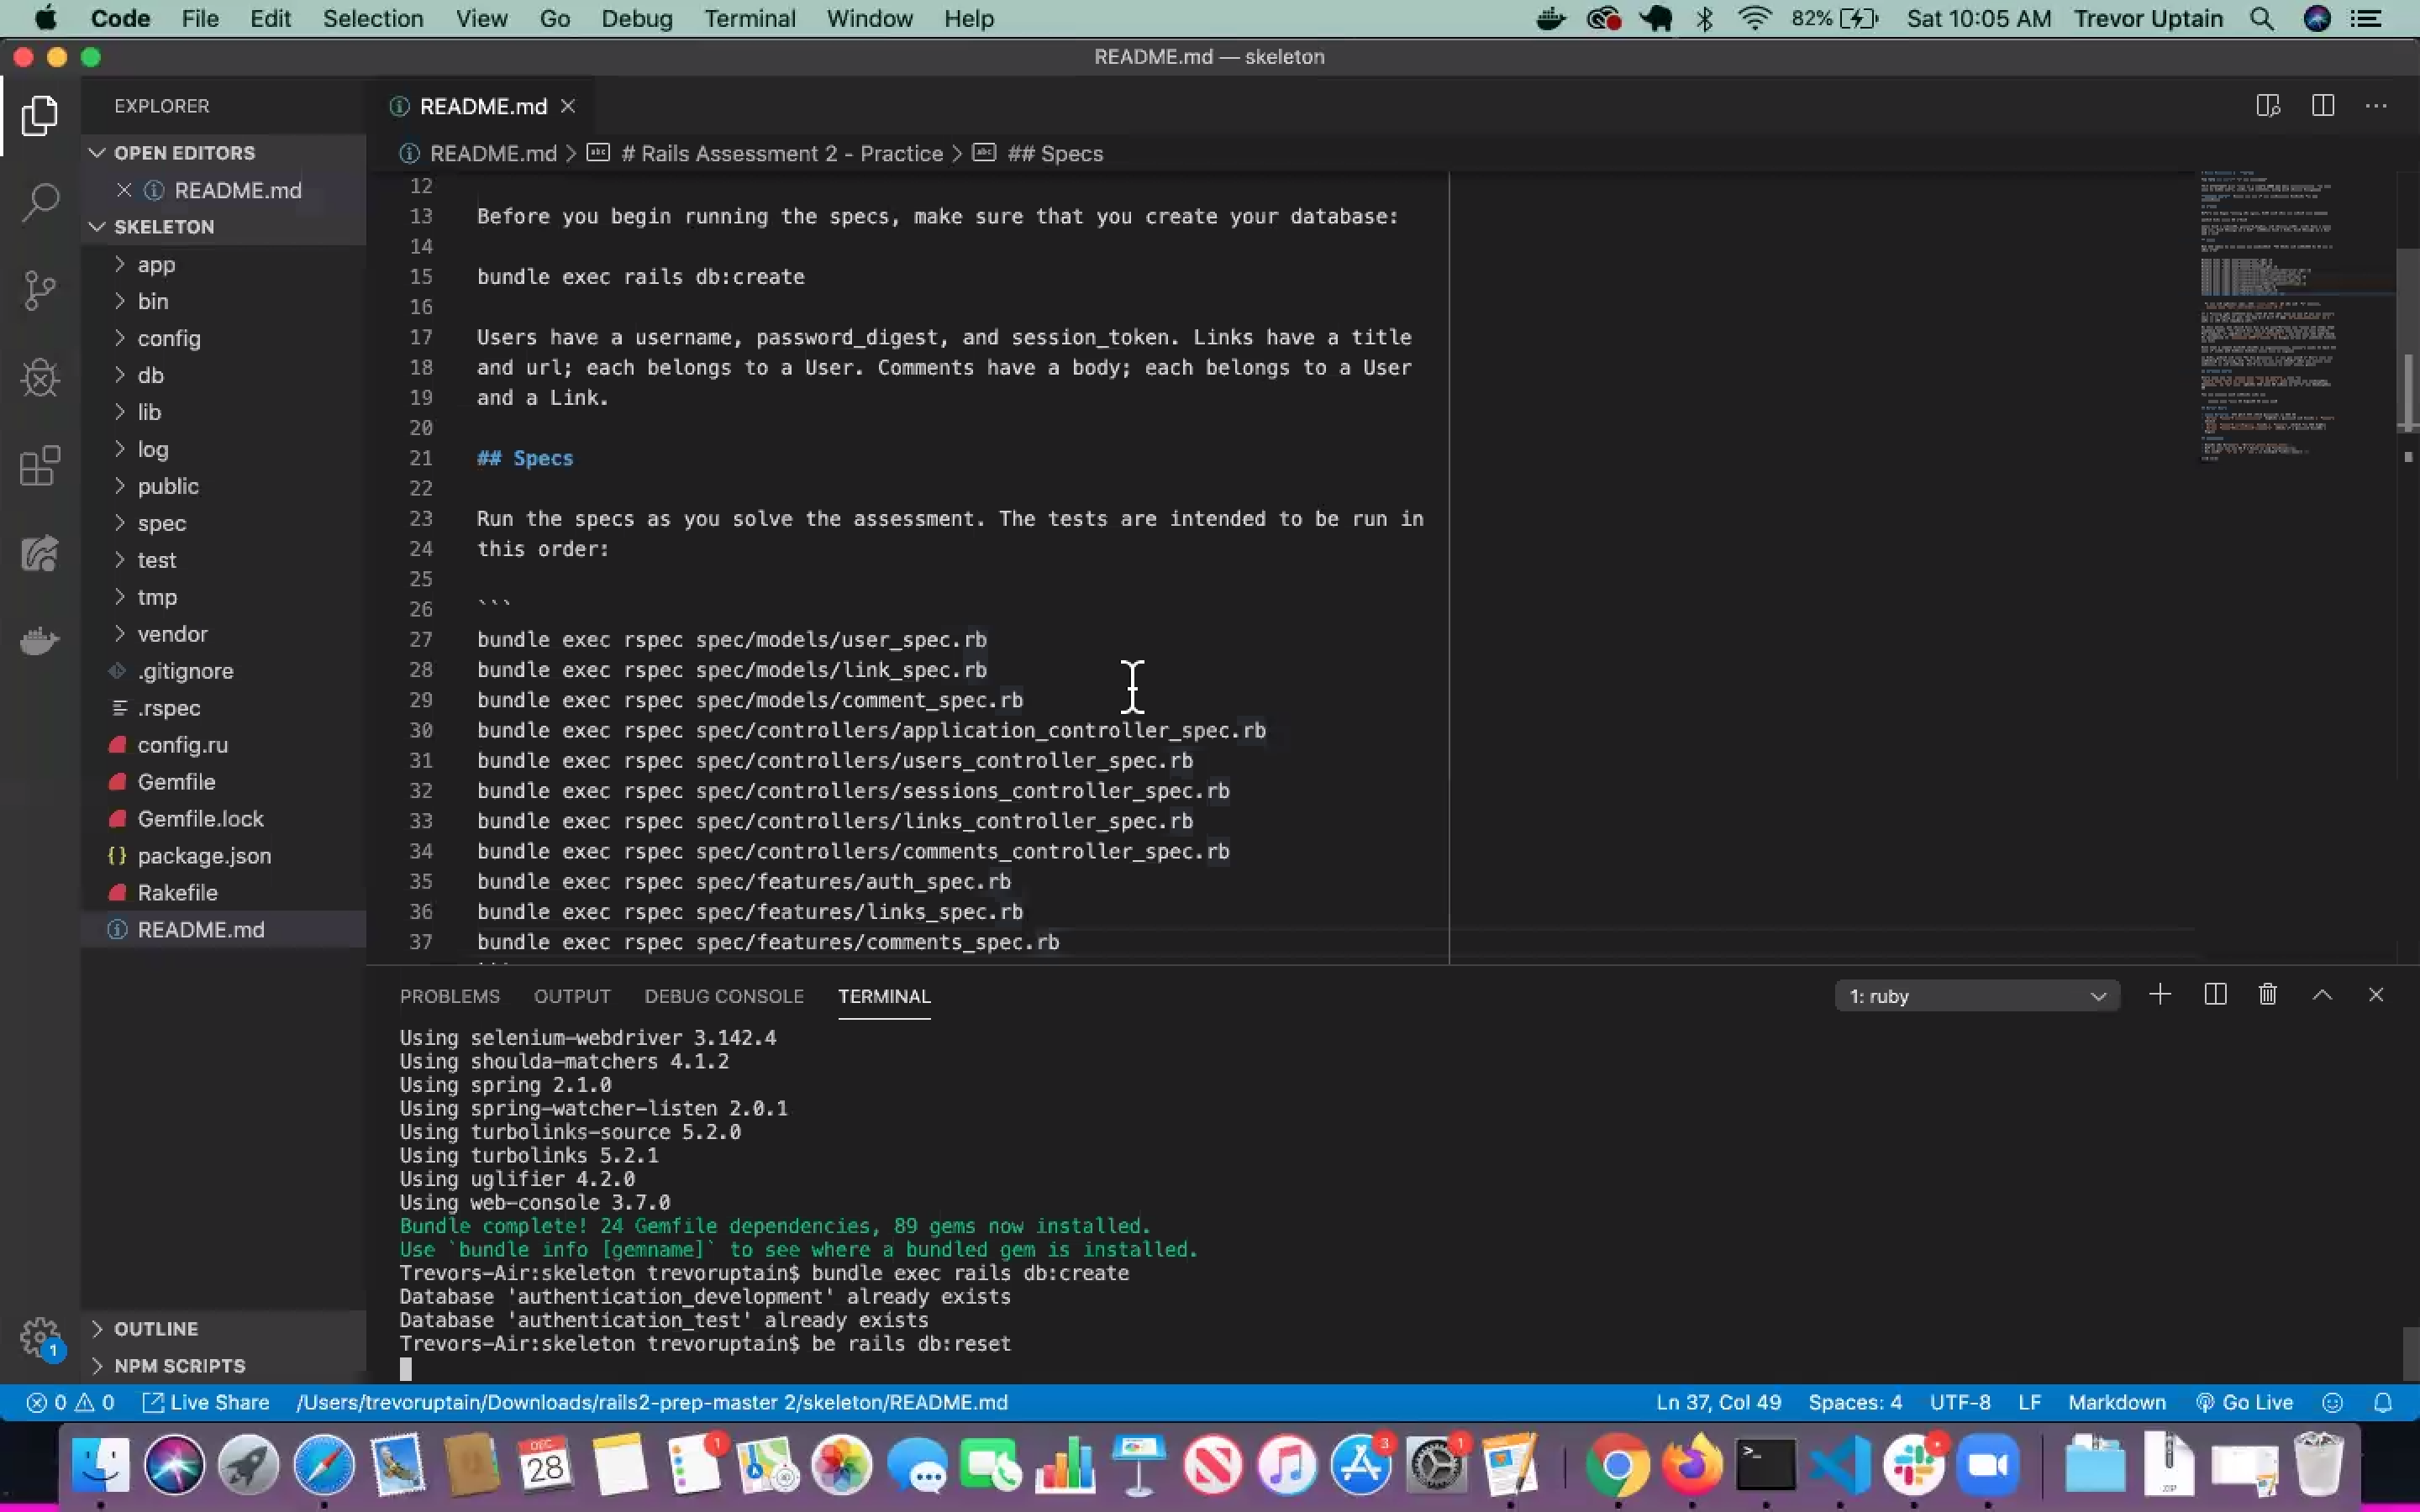 Code File Edit Selection View Go Debug Terminal Window Help 82% Sat 10:05 AM Trevor Uptain
README.md — skeleton
EXPLORER
OPEN EDITORS
README.md
SKELETON
app
bin
config
db
lib
log
public
spec
test
tmp
vendor
.gitignore
.rspec
config.ru
Gemfile
Gemfile.lock
{} package.json
Rakefile
README.md
OUTLINE
NPM SCRIPTS
1
README.md
README.md > abc # Rails Assessment 2 - Practice > abc ## Specs
12
13 Before you begin running the specs, make sure that you create your database:
14
15 bundle exec rails db:create
16
17 Users have a username, password_digest, and session_token. Links have a title
18 and url; each belongs to a User. Comments have a body; each belongs to a User
19 and a Link.
20
21 ## Specs
22
23 Run the specs as you solve the assessment. The tests are intended to be run in
24 this order:
25
26 ```
27 bundle exec rspec spec/models/user_spec.rb
28 bundle exec rspec spec/models/link_spec.rb
29 bundle exec rspec spec/models/comment_spec.rb
30 bundle exec rspec spec/controllers/application_controller_spec.rb
31 bundle exec rspec spec/controllers/users_controller_spec.rb
32 bundle exec rspec spec/controllers/sessions_controller_spec.rb
33 bundle exec rspec spec/controllers/links_controller_spec.rb
34 bundle exec rspec spec/controllers/comments_controller_spec.rb
35 bundle exec rspec spec/features/auth_spec.rb
36 bundle exec rspec spec/features/links_spec.rb
37 bundle exec rspec spec/features/comments_spec.rb
PROBLEMS OUTPUT DEBUG CONSOLE TERMINAL 1: ruby
Using selenium-webdriver 3.142.4
Using shoulda-matchers 4.1.2
Using spring 2.1.0
Using spring-watcher-listen 2.0.1
Using turbolinks-source 5.2.0
Using turbolinks 5.2.1
Using uglifier 4.2.0
Using web-console 3.7.0
Bundle complete! 24 Gemfile dependencies, 89 gems now installed.
Use `bundle info [gemname]` to see where a bundled gem is installed.
Trevors-Air:skeleton trevoruptain$ bundle exec rails db:create
Database 'authentication_development' already exists
Database 'authentication_test' already exists
Trevors-Air:skeleton trevoruptain$ be rails db:reset
0 0 Live Share /Users/trevoruptain/Downloads/rails2-prep-master 2/skeleton/README.md Ln 37, Col 49 Spaces: 4 UTF-8 LF Markdown Go Live
DEC 28 1 3 1 >_ ZIP